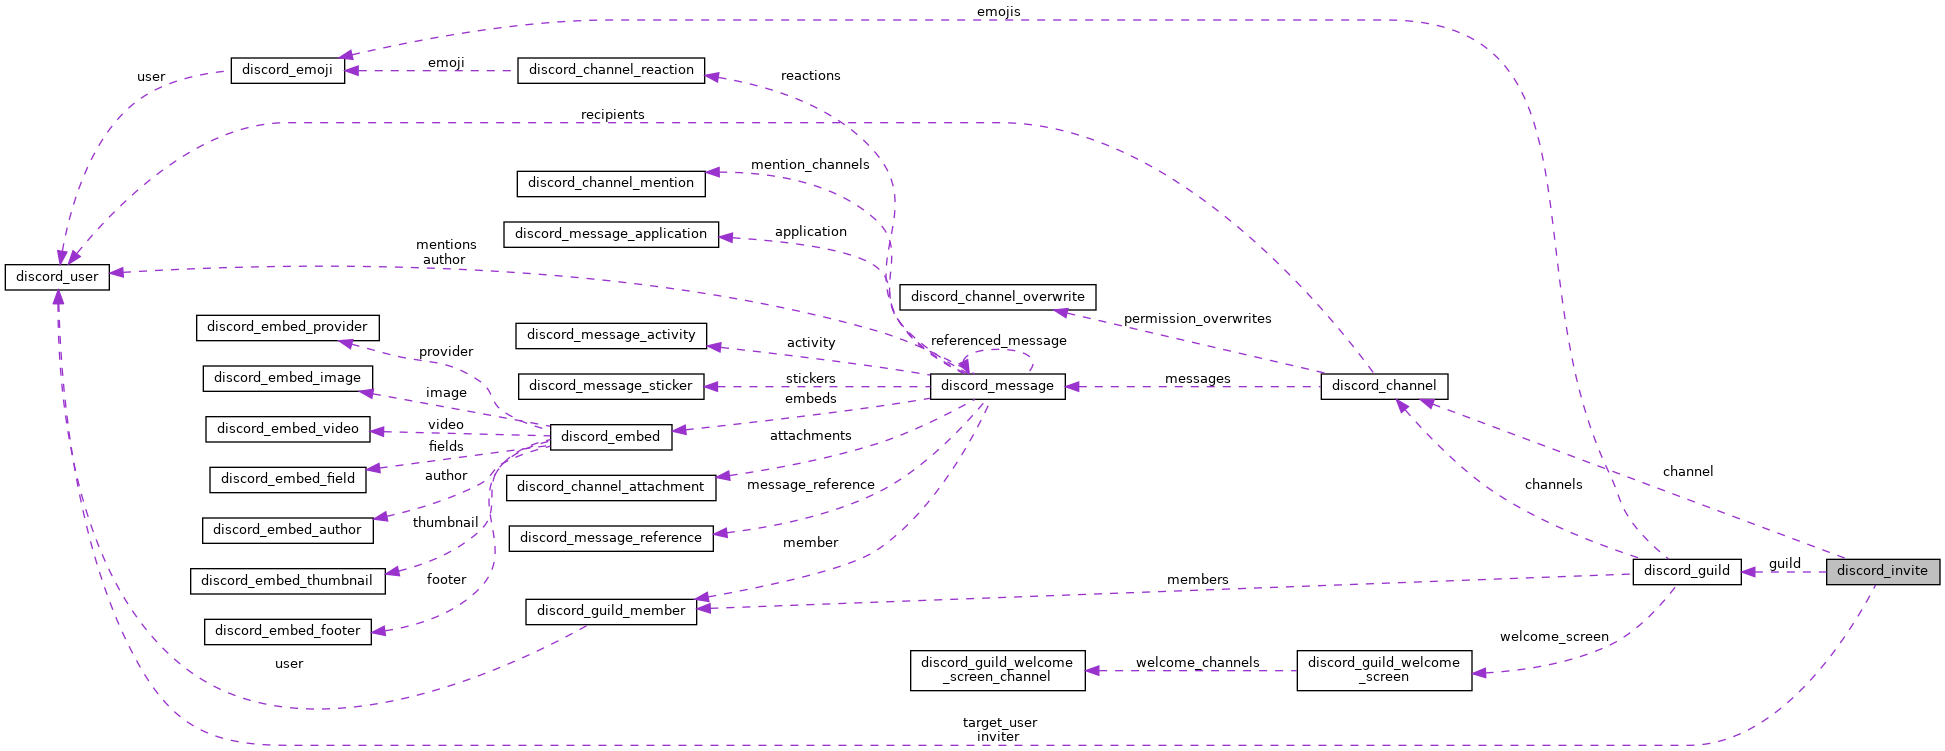 emojis
discord_emoji
emoji
discord_channel_reaction
user
reactions
recipients
mention_channels
discord_channel_mention
discord_message_application
application
mentions
author
discord_user
discord_channel_overwrite
permission_overwrites
discord_embed_provider
discord_message_activity
activity
referenced_message
provider
discord_embed_image
discord_message_sticker
stickers
discord_message
messages
discord_channel
image
embeds
discord_embed_video
video
discord_embed
attachments
fields
discord_embed_field
author
discord_channel_attachment
message_reference
channels
channel
discord_embed_author
thumbnail
discord_message_reference
member
discord_embed_thumbnail
footer
members
discord_guild
guild
discord_invite
discord_guild_member
discord_embed_footer
user
welcome_screen
discord_guild_welcome
_screen_channel
welcome_channels
discord_guild_welcome
_screen
target_user
inviter